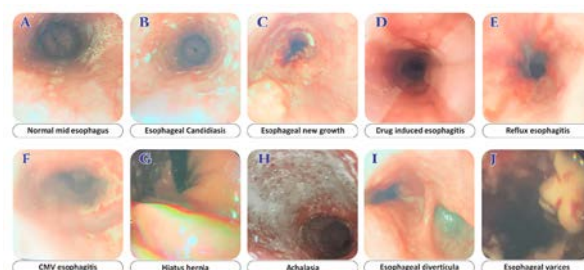 A
B
C
D
E
Normal mid esophagus
Esophageal Candidiasis
Esophageal new growth
Drug induced esophagitis
Reflux esophagitis
F
G
H
I
J
CMV esophagitis
Hiatus hernia
Achalasia
Esophageal diverticula
Esophageal varices